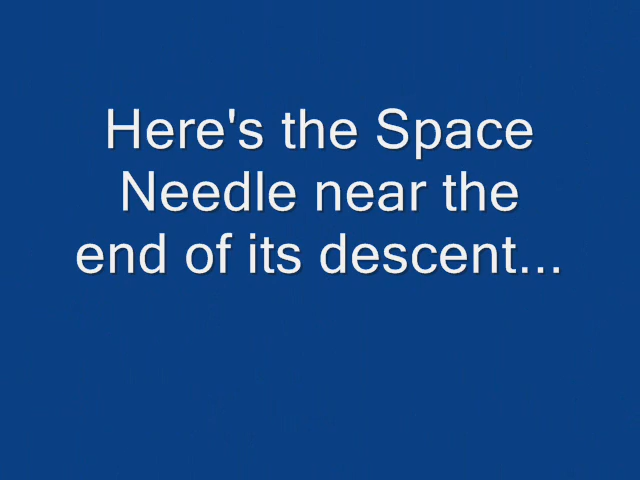 Here's the Space
Needle near the
end of its descent...